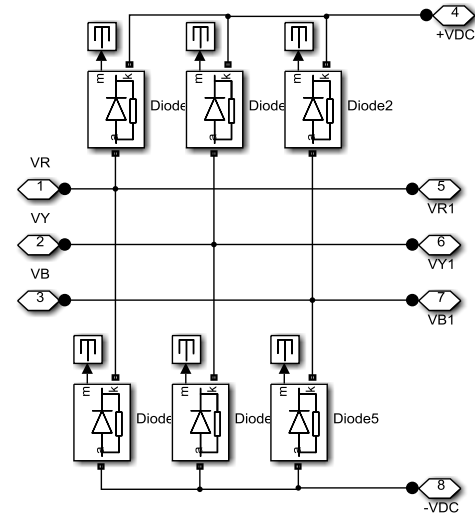 4
+VDC
m
k
m
k
m
k
Diode
Diode
Diode2
a
a
a
VR
1
5
VR1
VY
2
6
VY1
VB
3
7
VB1
m
k
m
k
m
k
Diode
Diode
Diode5
a
a
a
8
-VDC